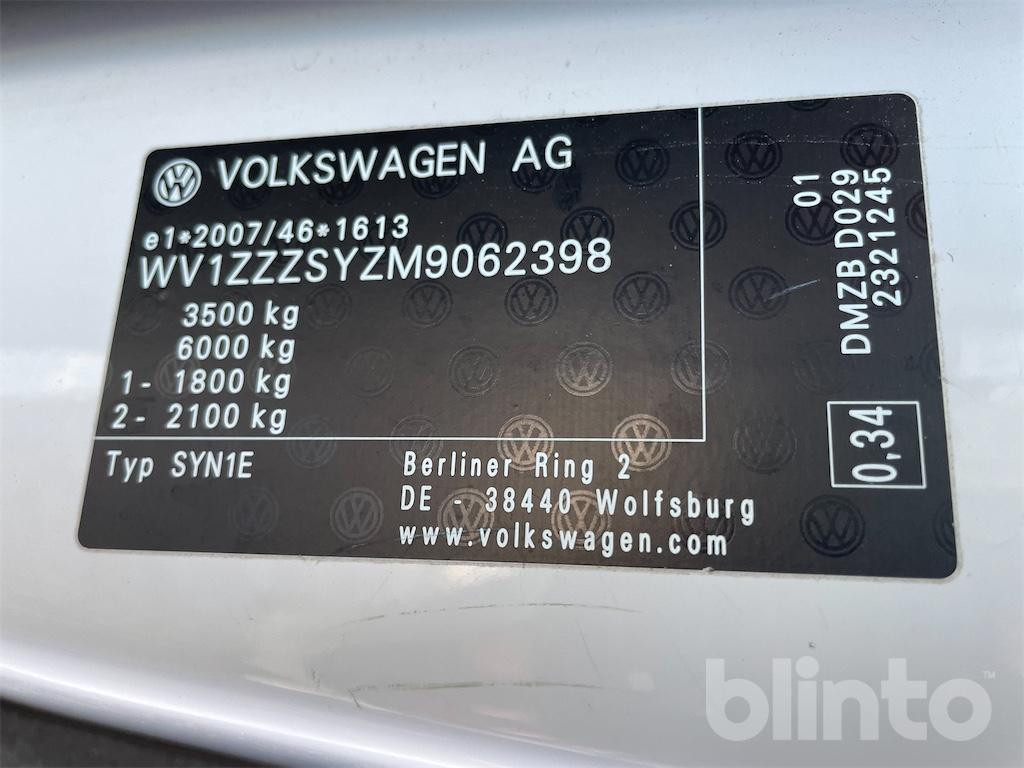 VOLKSWAGEN AG
e1*2007/46*1613
WV1ZZZSYZM9062398
3500 kg
6000 kg
1- 1800 kg
2- 2100 kg
Typ SYN1E
Berliner Ring 2
DE - 38440 Wolfsburg
www.volkswagen.com
01
DMZB D029
2321245
0,34
blinto™